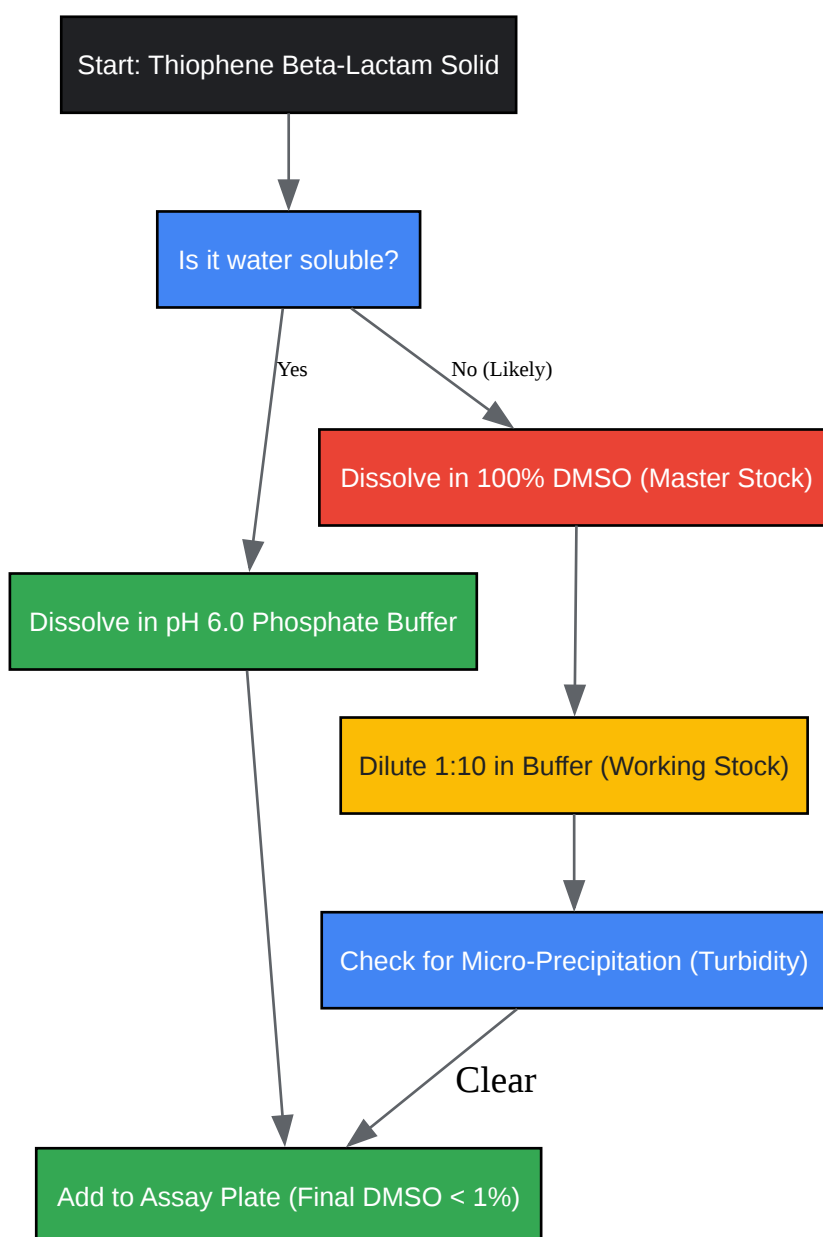 Start: Thiophene Beta-Lactam Solid
Is it water soluble?
Yes
No (Likely)
Dissolve in 100% DMSO (Master Stock)
Dissolve in pH 6.0 Phosphate Buffer
Dilute 1:10 in Buffer (Working Stock)
Check for Micro-Precipitation (Turbidity)
Clear
Add to Assay Plate (Final DMSO < 1%)